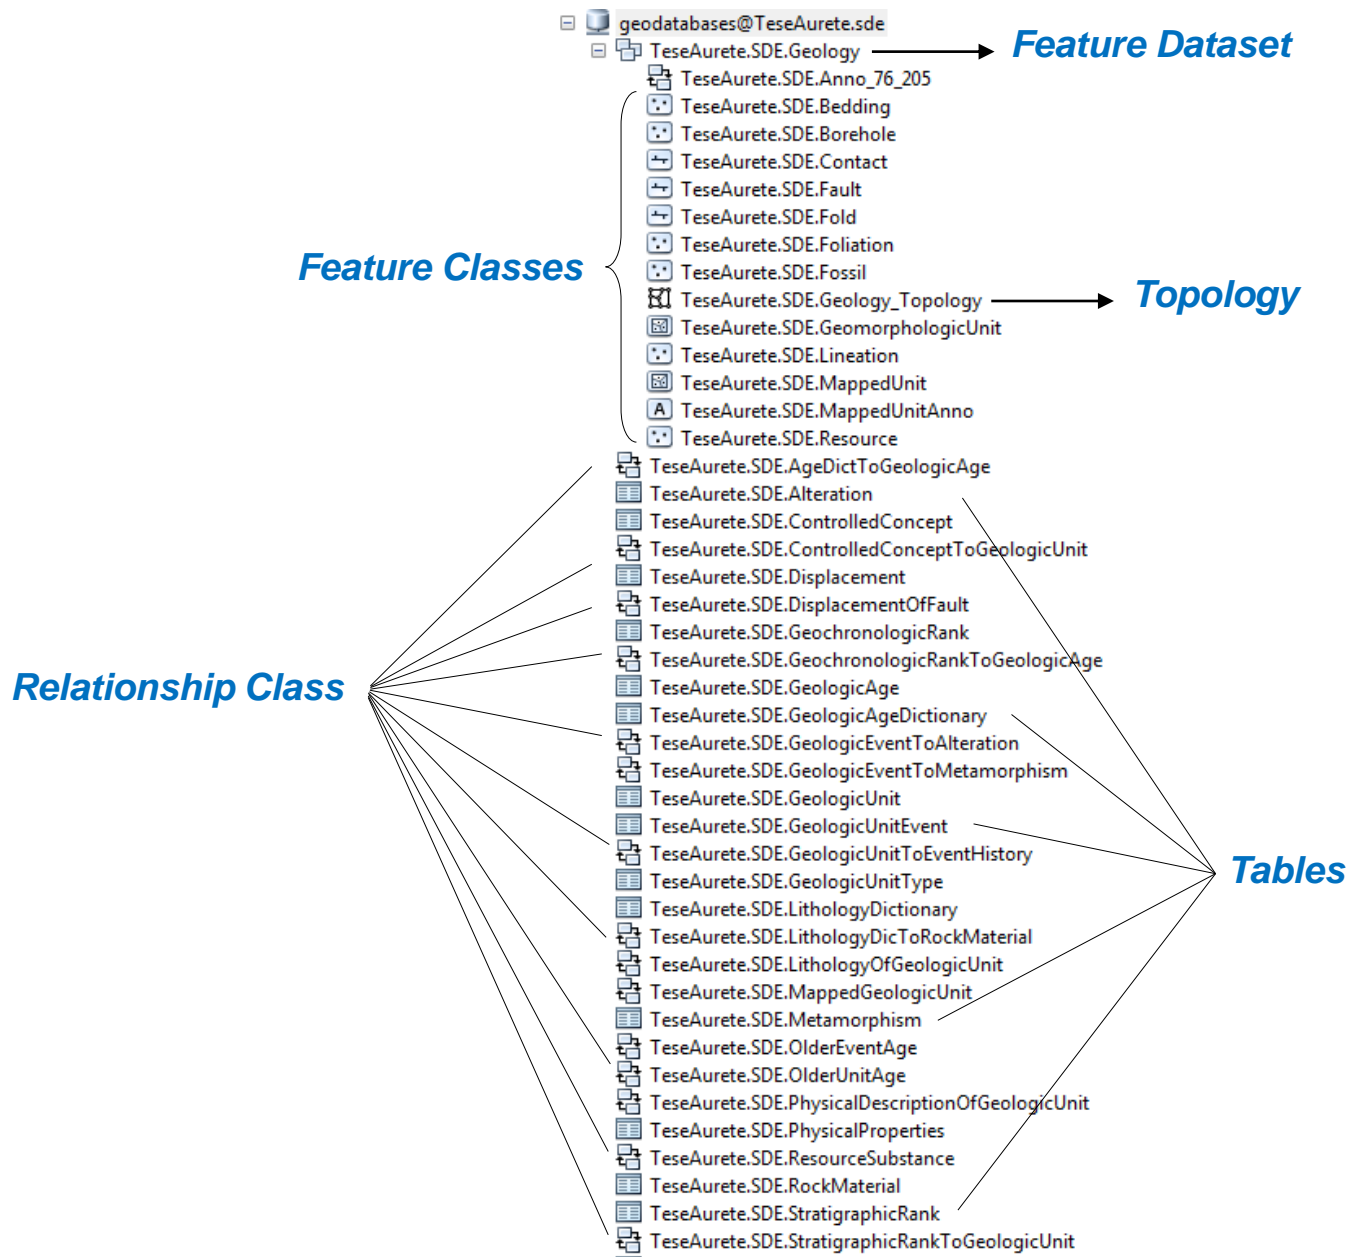 geodatabases@TeseAurete.sde
TeseAurete.SDE.Geology
Feature Dataset
TeseAurete.SDE.Anno_76_205
TeseAurete.SDE.Bedding
TeseAurete.SDE.Borehole
TeseAurete.SDE.Contact
TeseAurete.SDE.Fault
TeseAurete.SDE.Fold
TeseAurete.SDE.Foliation
Feature Classes
TeseAurete.SDE.Fossil
TeseAurete.SDE.Geology_Topology
Topology
TeseAurete.SDE.GeomorphologicUnit
TeseAurete.SDE.Lineation
TeseAurete.SDE.MappedUnit
A TeseAurete.SDE.MappedUnitAnno
TeseAurete.SDE.Resource
TeseAurete.SDE.AgeDictToGeologicAge
TeseAurete.SDE.Alteration
TeseAurete.SDE.ControlledConcept
TeseAurete.SDE.ControlledConceptToGeologicUnit
TeseAurete.SDE.Displacement
TeseAurete.SDE.DisplacementOfFault
TeseAurete.SDE.GeochronologicRank
TeseAurete.SDE.GeochronologicRankToGeologicAge
TeseAurete.SDE.GeologicAge
Relationship Class
TeseAurete.SDE.GeologicAgeDictionary
TeseAurete.SDE.GeologicEventToAlteration
TeseAurete.SDE.GeologicEventToMetamorphism
TeseAurete.SDE.GeologicUnit
TeseAurete.SDE.GeologicUnitEvent
TeseAurete.SDE.GeologicUnitToEventHistory
Tables
TeseAurete.SDE.GeologicUnitType
TeseAurete.SDE.LithologyDictionary
TeseAurete.SDE.LithologyDicToRockMaterial
TeseAurete.SDE.LithologyOfGeologicUnit
TeseAurete.SDE.MappedGeologicUnit
TeseAurete.SDE.Metamorphism
TeseAurete.SDE.OlderEventAge
TeseAurete.SDE.OlderUnitAge
TeseAurete.SDE.PhysicalDescriptionOfGeologicUnit
TeseAurete.SDE.PhysicalProperties
TeseAurete.SDE.ResourceSubstance
TeseAurete.SDE.RockMaterial
TeseAurete.SDE.StratigraphicRank
TeseAurete.SDE.StratigraphicRankToGeologicUnit